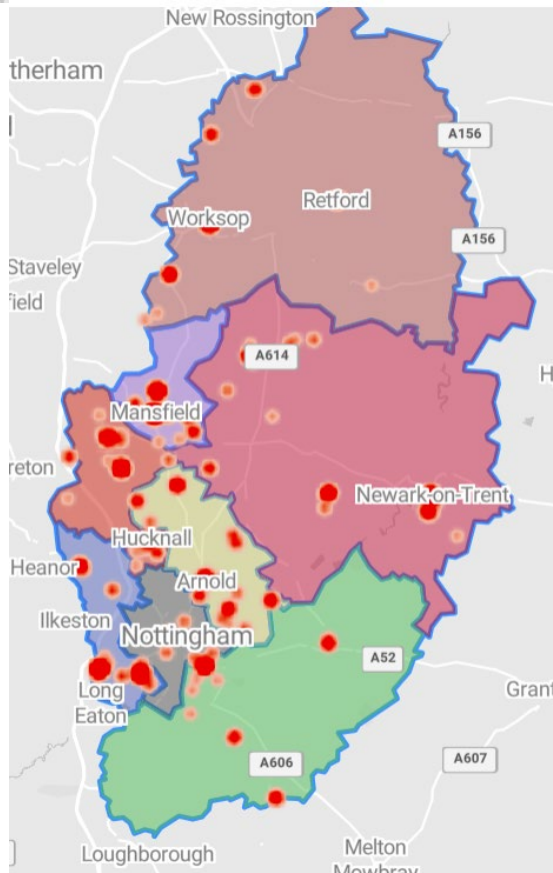 New Rossington
therham
A156
Retford
Worksop
A156
Staveley
field
A614
H
Mansfield
reton
Newark-on-Trent
Hucknall
Heanor
Arnold
Ilkeston
Nottingham
A52
Long
Eaton
Grant
A606
A607
Loughborough
Melton
Mowbray